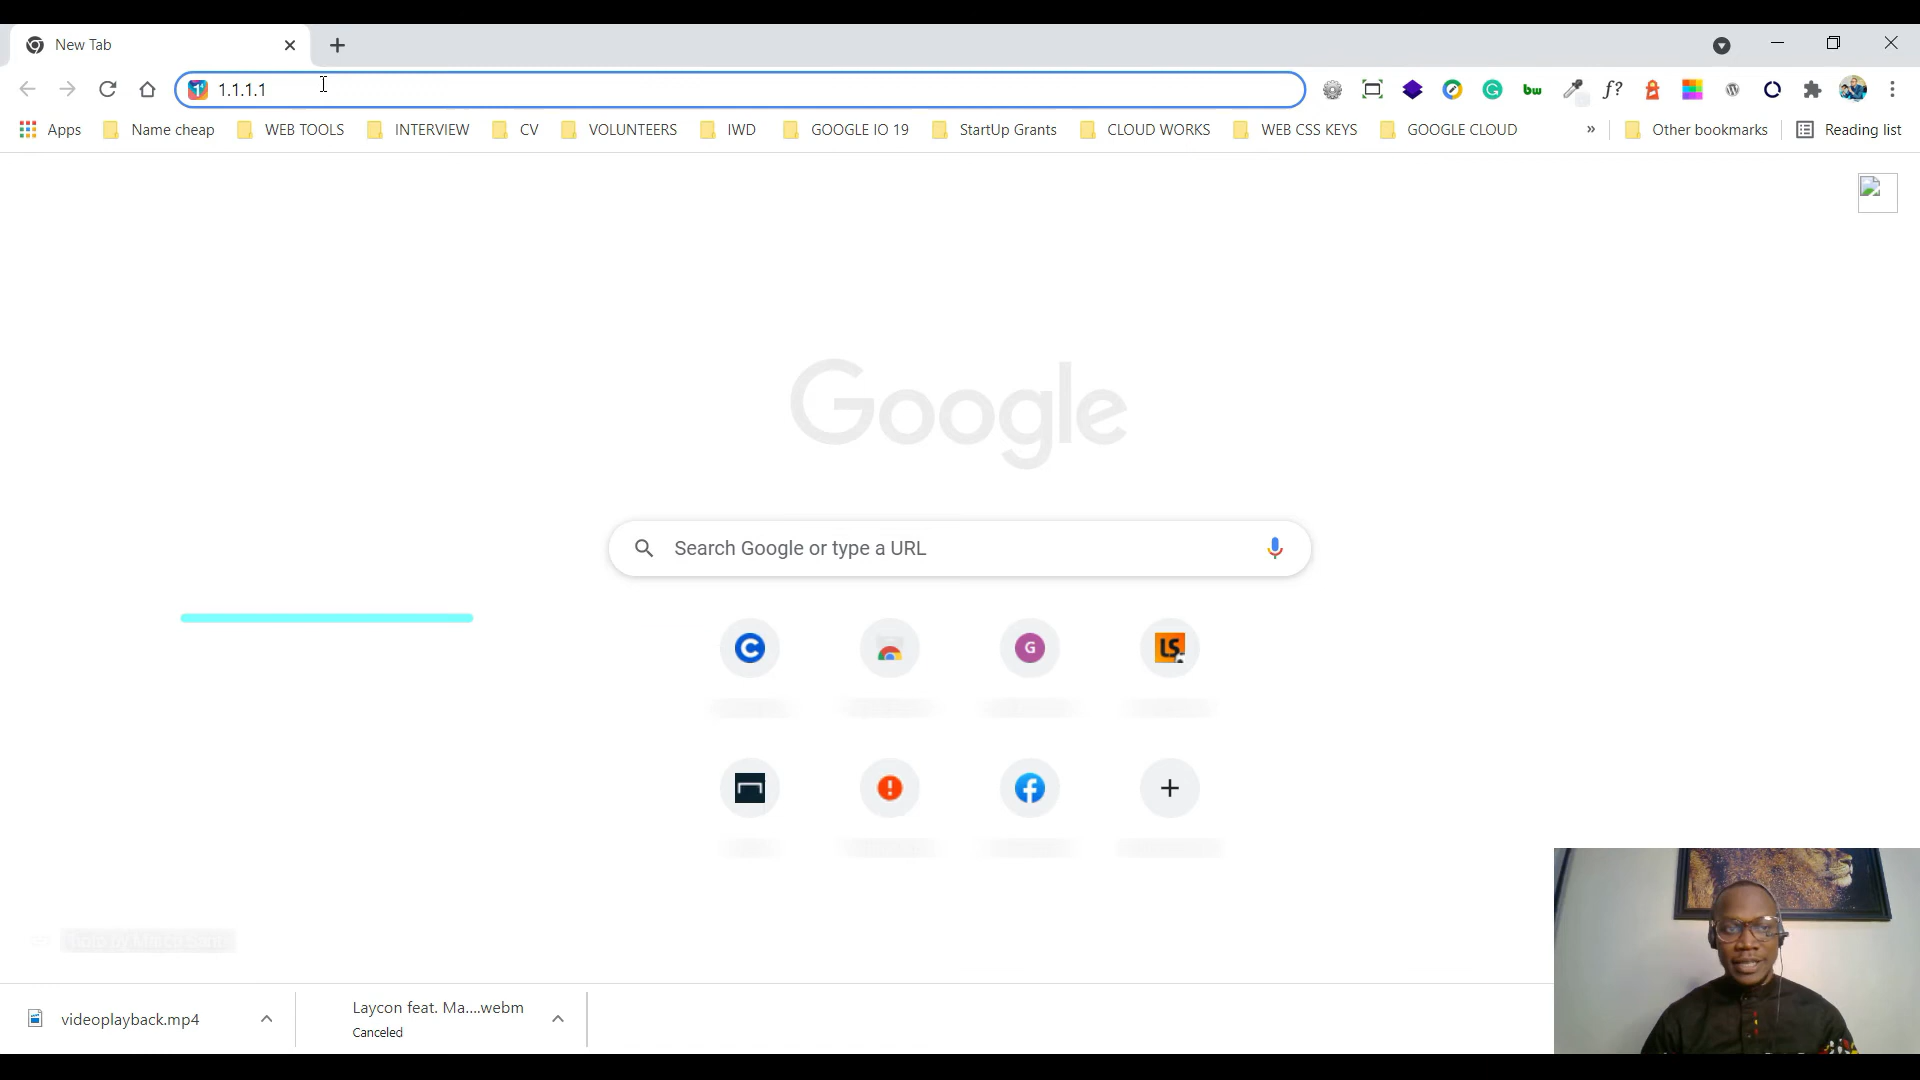 New Tab
1.1.1.1
bw
f?
Apps
Name cheap
WEB TOOLS
INTERVIEW
CV
VOLUNTEERS
IWD
GOOGLE IO 19
StartUp Grants
CLOUD WORKS
WEB CSS KEYS
GOOGLE CLOUD
»
Other bookmarks
Reading list
Google
Search Google or type a URL
C
G
LS
videoplayback.mp4
Laycon feat. Ma....webm
Canceled